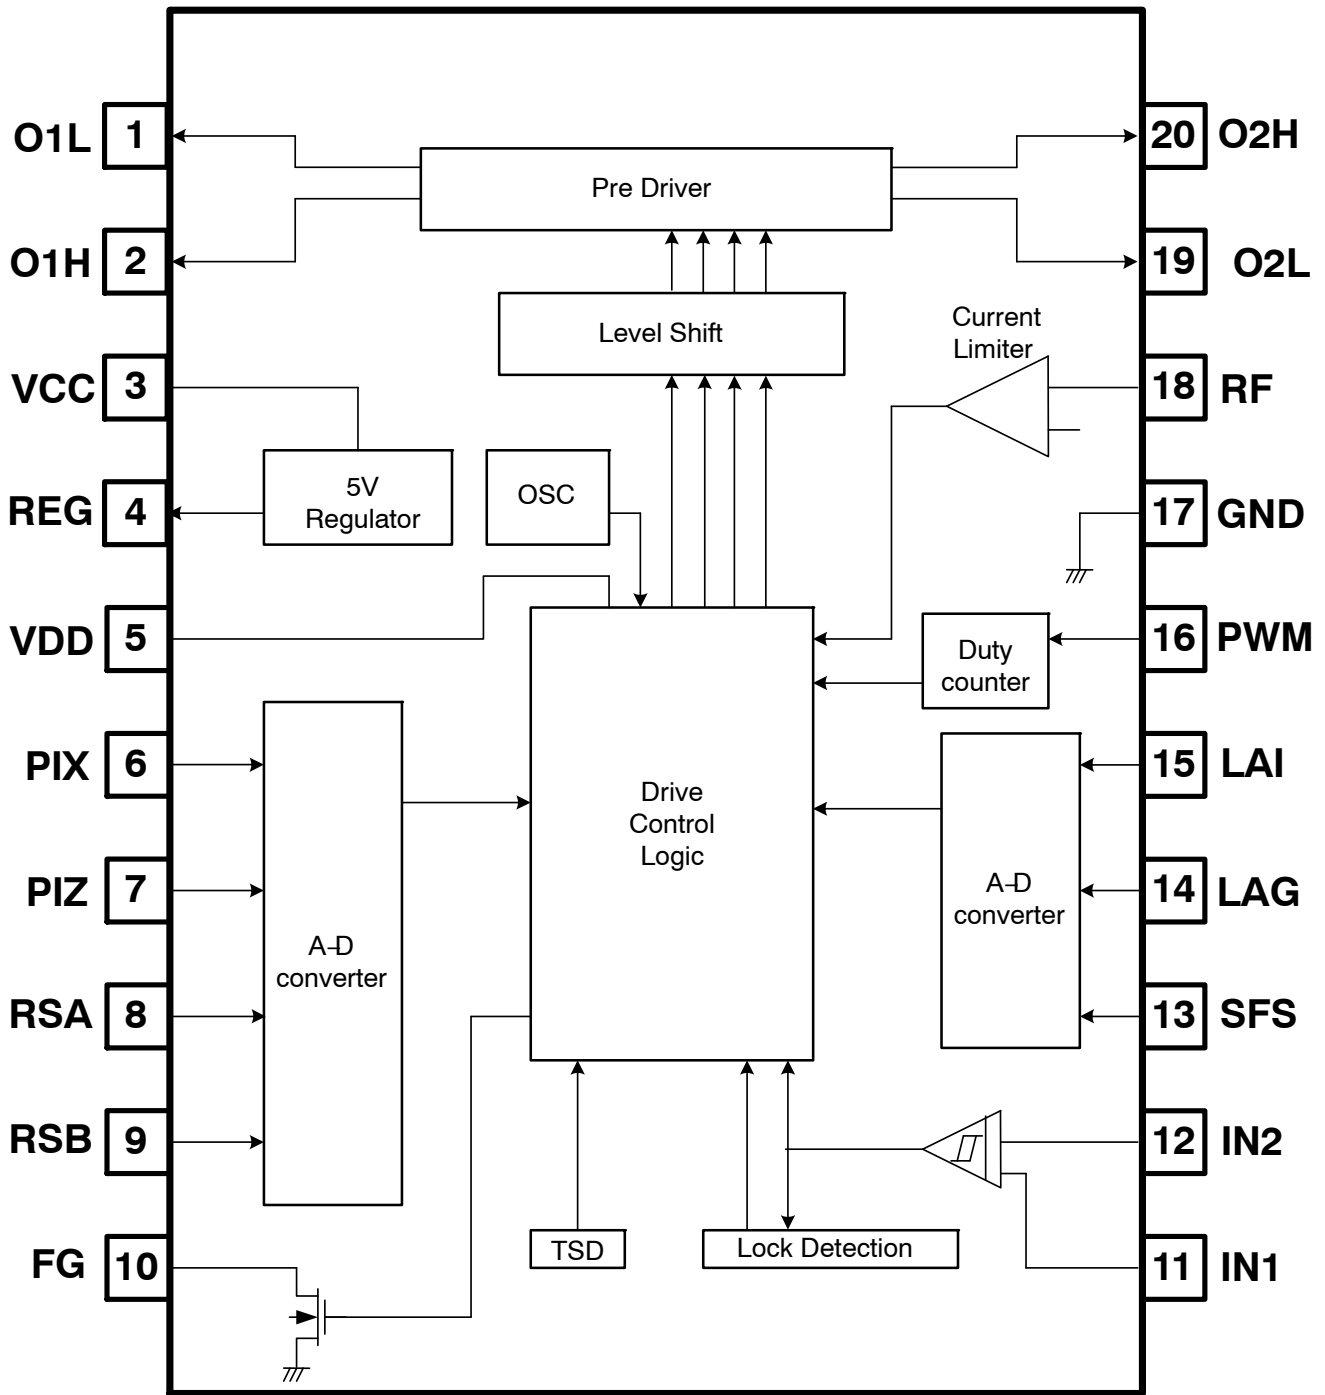 O1L 1
O1H 2
VCC 3
REG 4
VDD 5
PIX 6
PIZ 7
RSA 8
RSB 9
FG 10
Pre Driver
Level Shift
Current
Limiter
5V
Regulator
OSC
Duty
counter
Drive
Control
Logic
A–D
converter
A–D
converter
TSD
Lock Detection
20 O2H
19 O2L
18 RF
17 GND
16 PWM
15 LAI
14 LAG
13 SFS
12 IN2
11 IN1